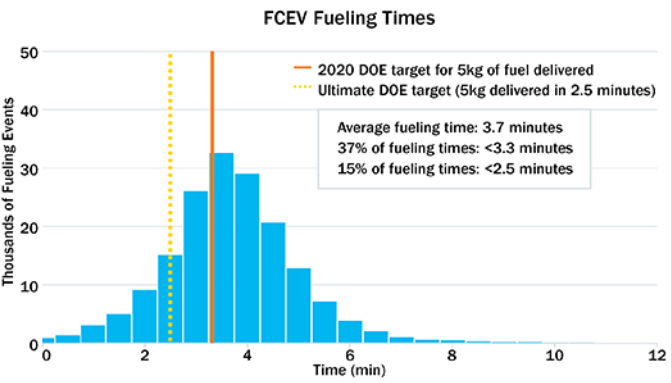 FCEV Fueling Times
50
40
30
20
10
0
Thousands of Fueling Events
2020 DOE target for 5kg of fuel delivered
Ultimate DOE target (5kg delivered in 2.5 minutes)
Average fueling time: 3.7 minutes
37% of fueling times: <3.3 minutes
15% of fueling times: <2.5 minutes
0 2 4 6 8 10 12
Time (min)